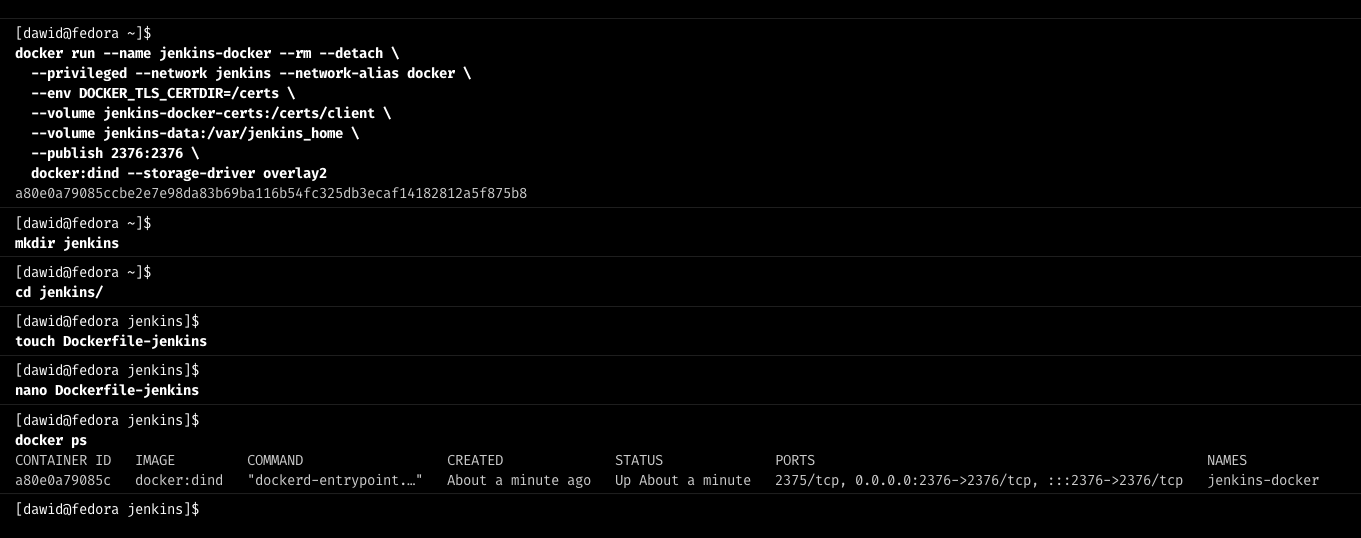 [dawid@fedora ~]$
docker run --name jenkins-docker --rm --detach \
  --privileged --network jenkins --network-alias docker \
  --env DOCKER_TLS_CERTDIR=/certs \
  --volume jenkins-docker-certs:/certs/client \
  --volume jenkins-data:/var/jenkins_home \
  --publish 2376:2376 \
  docker:dind --storage-driver overlay2
a80e0a79085ccbe2e7e98da83b69ba116b54fc325db3ecaf14182812a5f875b8
[dawid@fedora ~]$
mkdir jenkins
[dawid@fedora ~]$
cd jenkins/
[dawid@fedora jenkins]$
touch Dockerfile-jenkins
[dawid@fedora jenkins]$
nano Dockerfile-jenkins
[dawid@fedora jenkins]$
docker ps
CONTAINER ID   IMAGE         COMMAND                  CREATED              STATUS              PORTS                                                 NAMES
a80e0a79085c   docker:dind   "dockerd-entrypoint.…"   About a minute ago   Up About a minute   2375/tcp, 0.0.0.0:2376->2376/tcp, :::2376->2376/tcp   jenkins-docker
[dawid@fedora jenkins]$